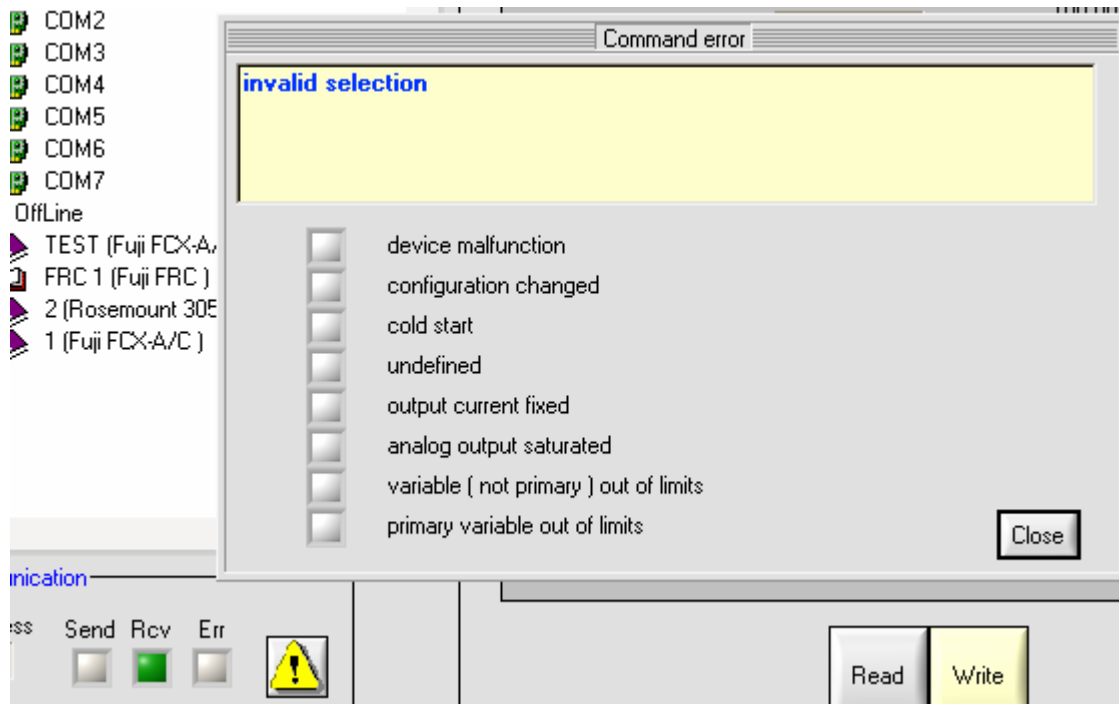 COM2
COM3
COM4
COM5
COM6
COM7
OffLine
TEST (Fuji FCX-A/
FRC 1 (Fuji FRC )
2 (Rosemount 305
1 (Fuji FCX-A/C )
Command error
invalid selection
device malfunction
configuration changed
cold start
undefined
output current fixed
analog output saturated
variable ( not primary ) out of limits
primary variable out of limits
Close
nication
ss Send Rcv Err
Read Write